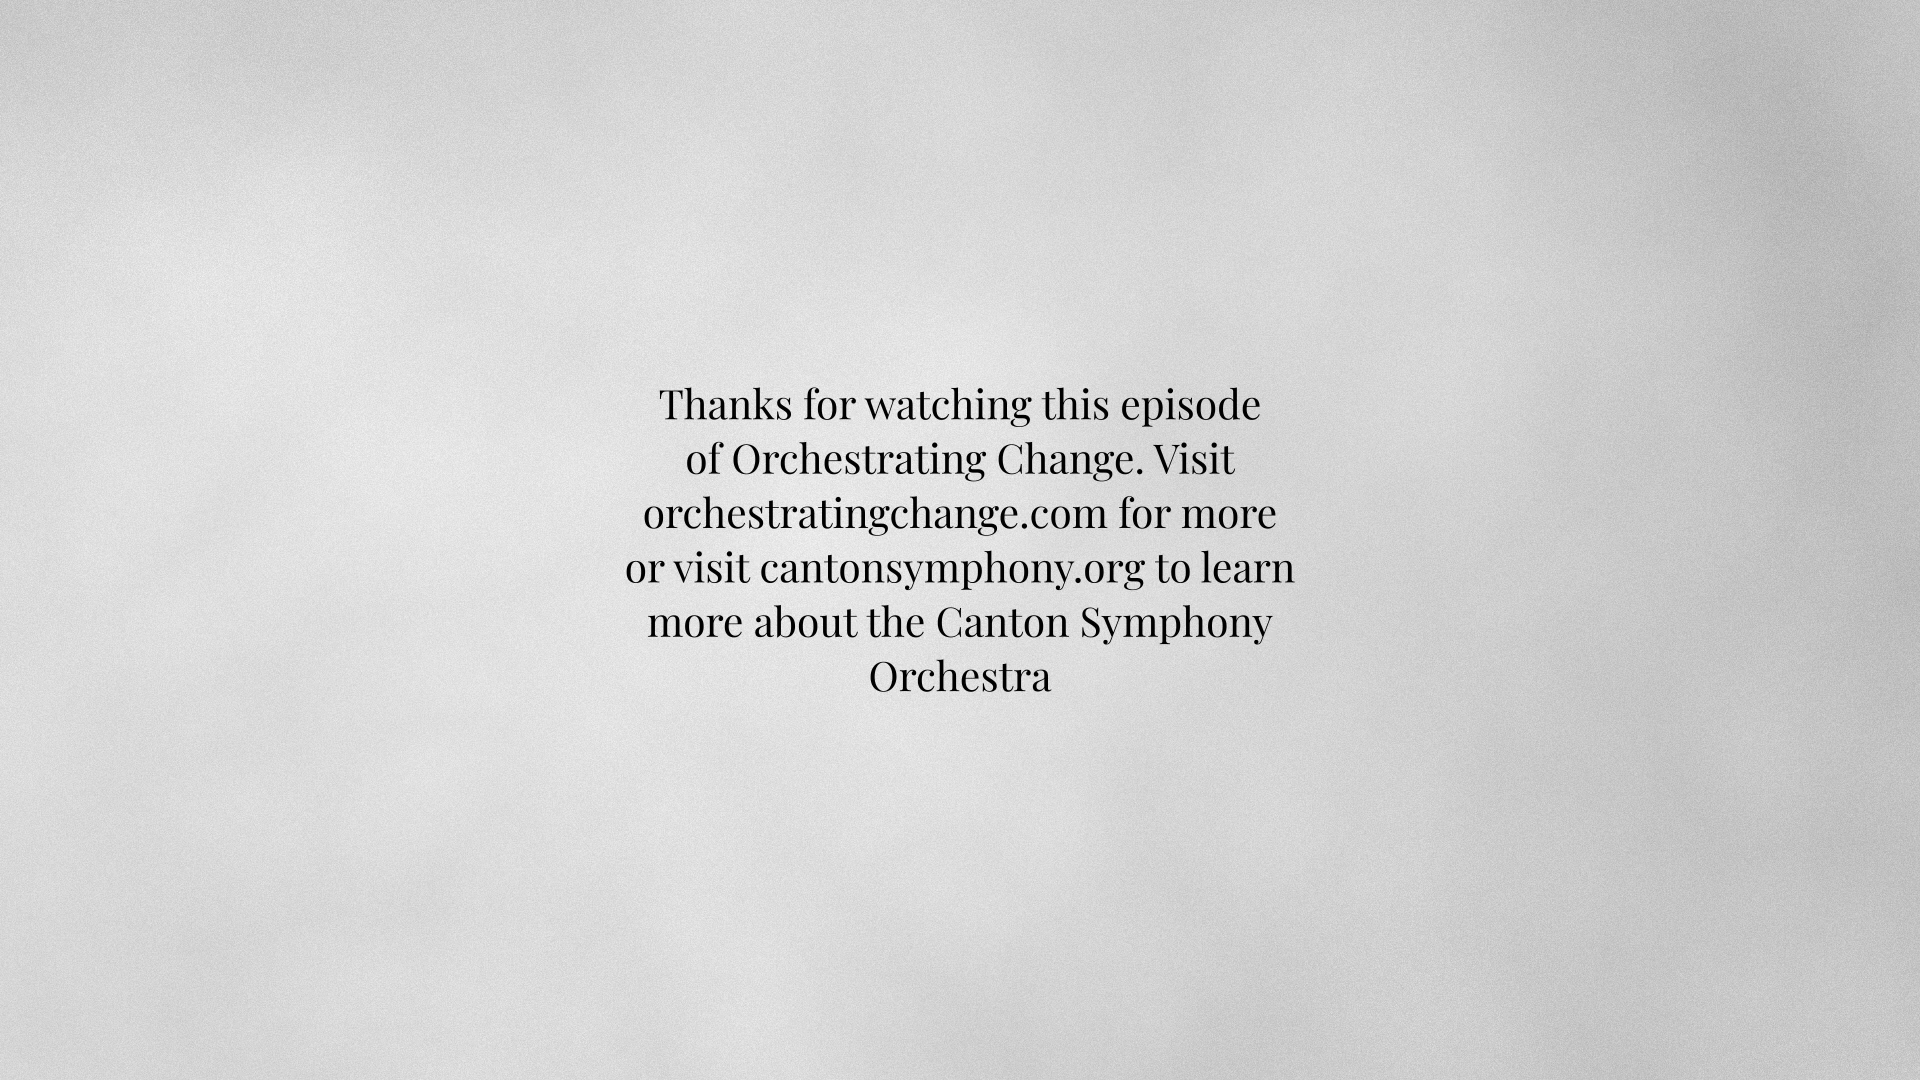 Thanks for watching this episode
of Orchestrating Change. Visit
orchestratingchange.com for more
or visit cantonsymphony.org to learn
more about the Canton Symphony
Orchestra